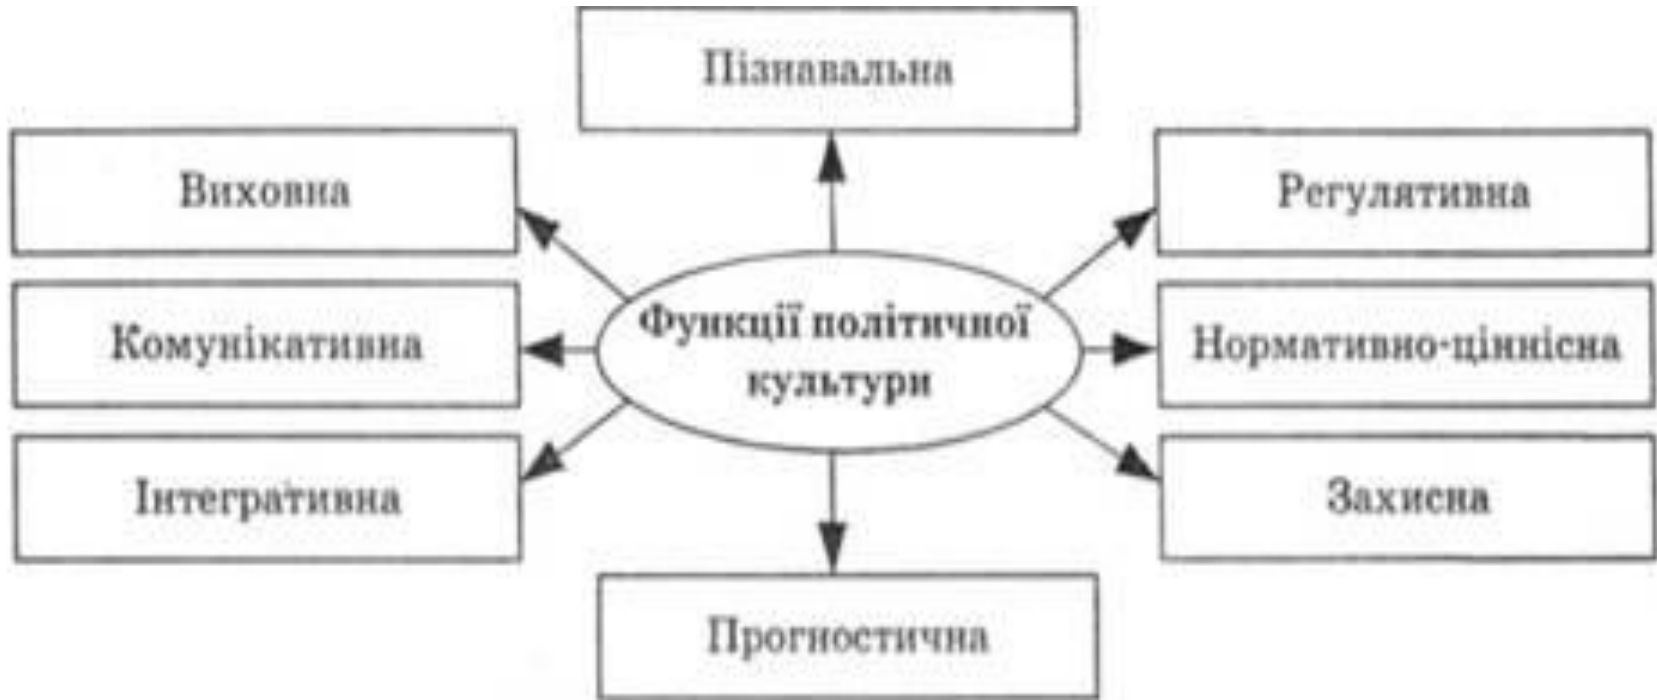 Пізнавальна
Виховна
Регулятивна
Функції політичної
культури
Комунікативна
Нормативно-ціннісна
Інтегративна
Захисна
Прогностична